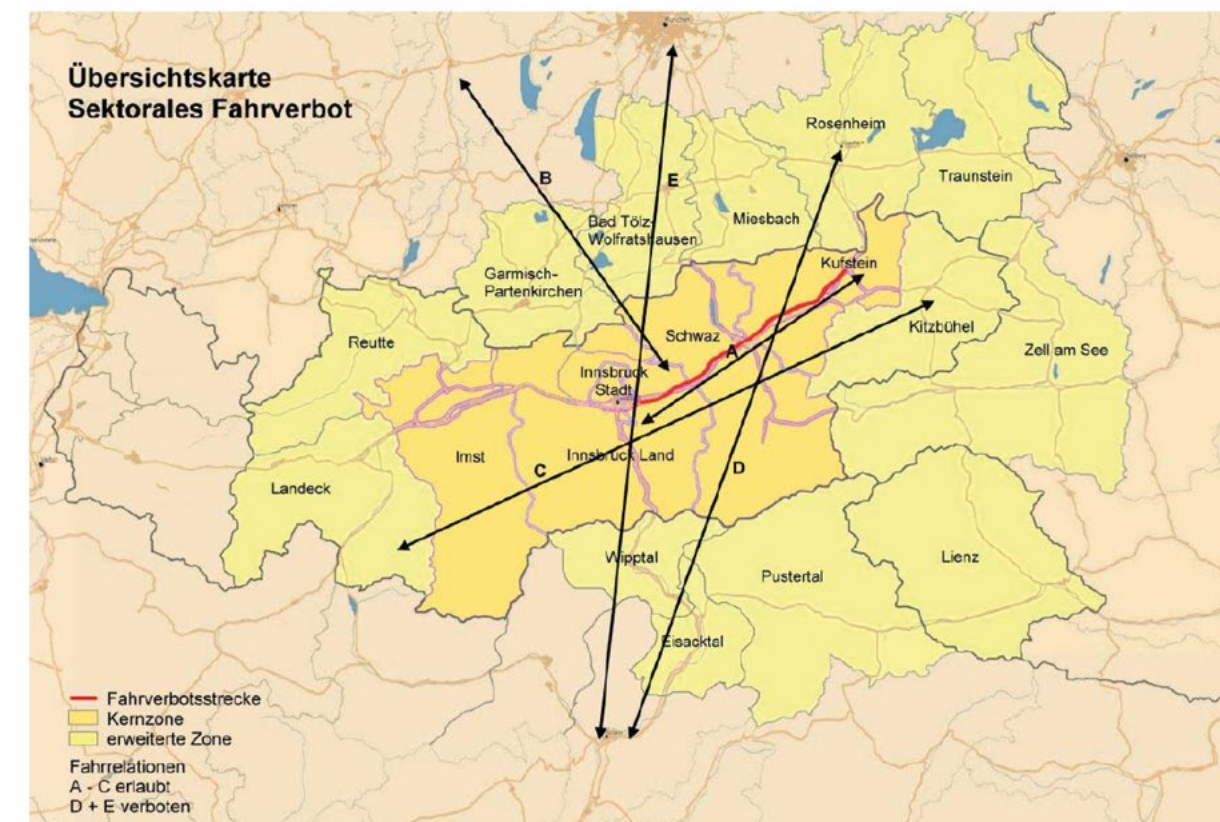 Übersichtskarte
Sektorales Fahrverbot
B
E
Rosenheim
Traunstein
Bad Tölz-
Wolfratshausen
Miesbach
Garmisch-
Partenkirchen
Kufstein
Reutte
Schwaz
A
Kitzbühel
Zell am See
Innsbruck
Stadt
Imst
Innsbruck Land
C
D
Landeck
Wipptal
Pustertal
Lienz
Eisacktal
Fahrverbotsstrecke
Kernzone
erweiterte Zone
Fahrrelationen
A - C erlaubt
D + E verboten